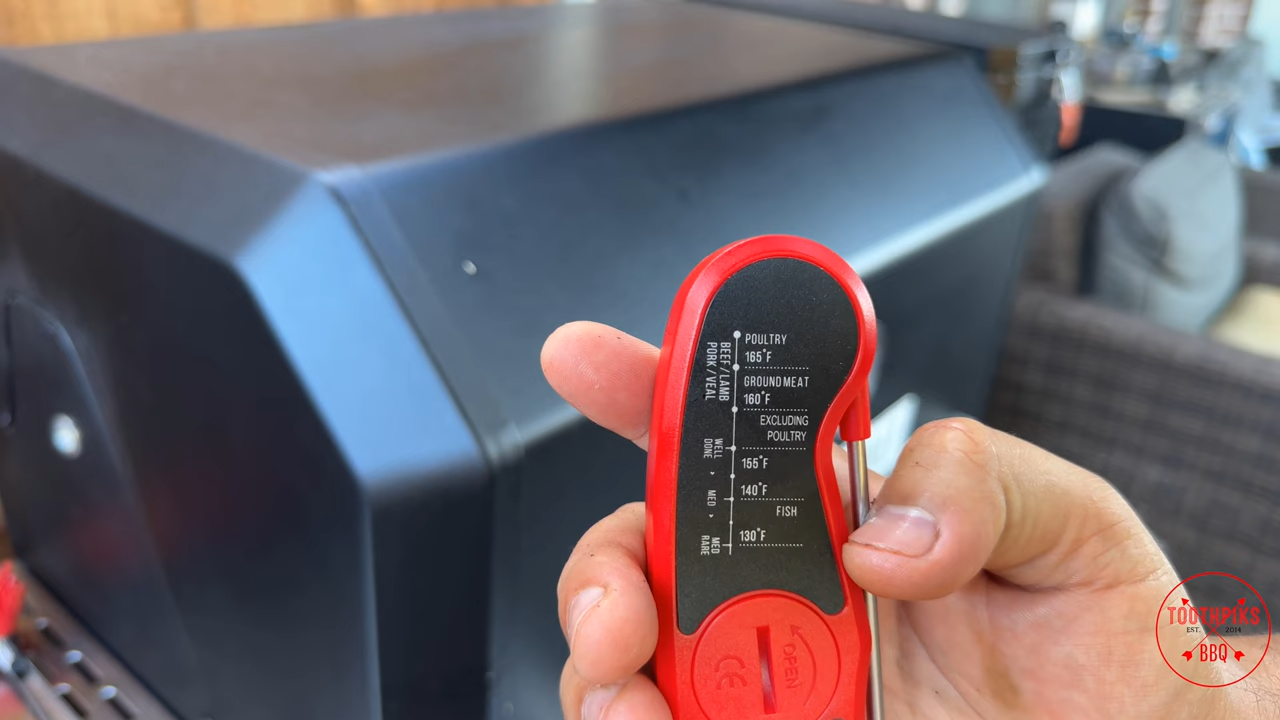 POULTRY
165°F
BEEF/LAMB
PORK/VEAL
GROUND MEAT
160°F
EXCLUDING
POULTRY
WELL
DONE
155°F
MED
140°F
FISH
MED
RARE
130°F
OPEN
CE
TOOTHPIKS
EST. 2014
BBQ